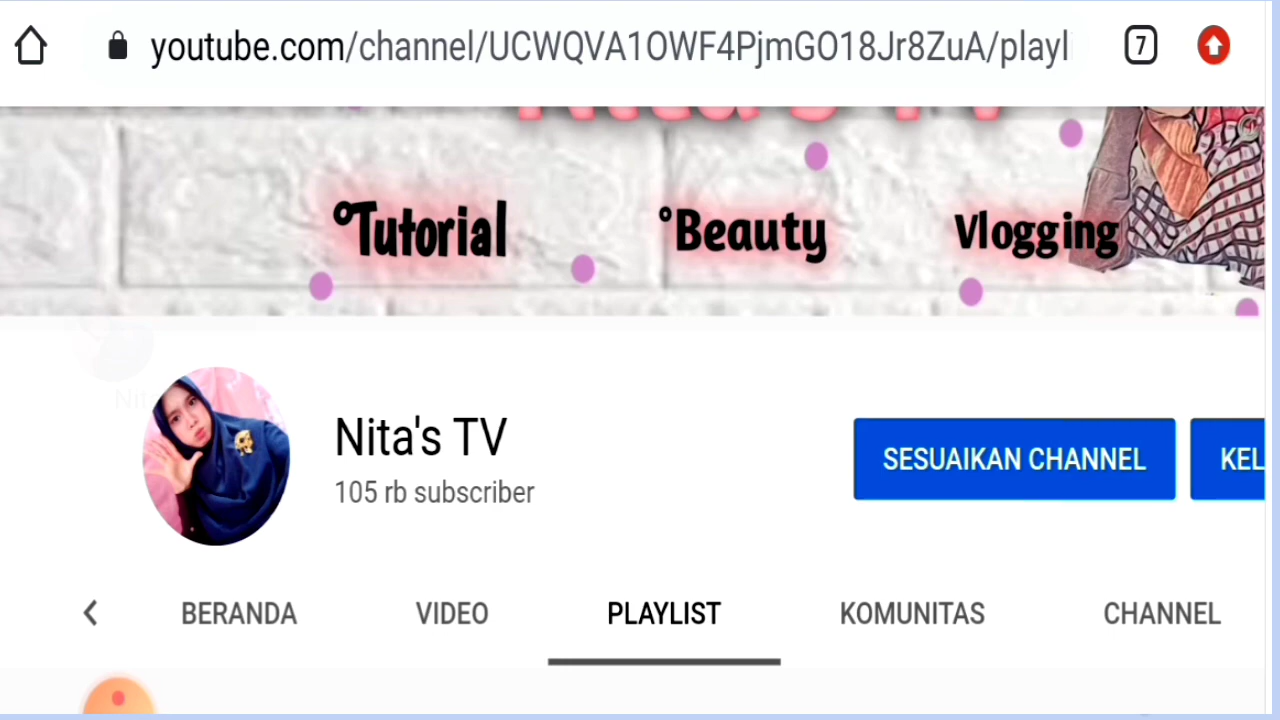 youtube.com/channel/UCWQVA1OWF4PjmGO18Jr8ZuA/playl
7
°Tutorial
°Beauty
Vlogging
Nita's TV
105 rb subscriber
SESUAIKAN CHANNEL
KEL
BERANDA
VIDEO
PLAYLIST
KOMUNITAS
CHANNEL